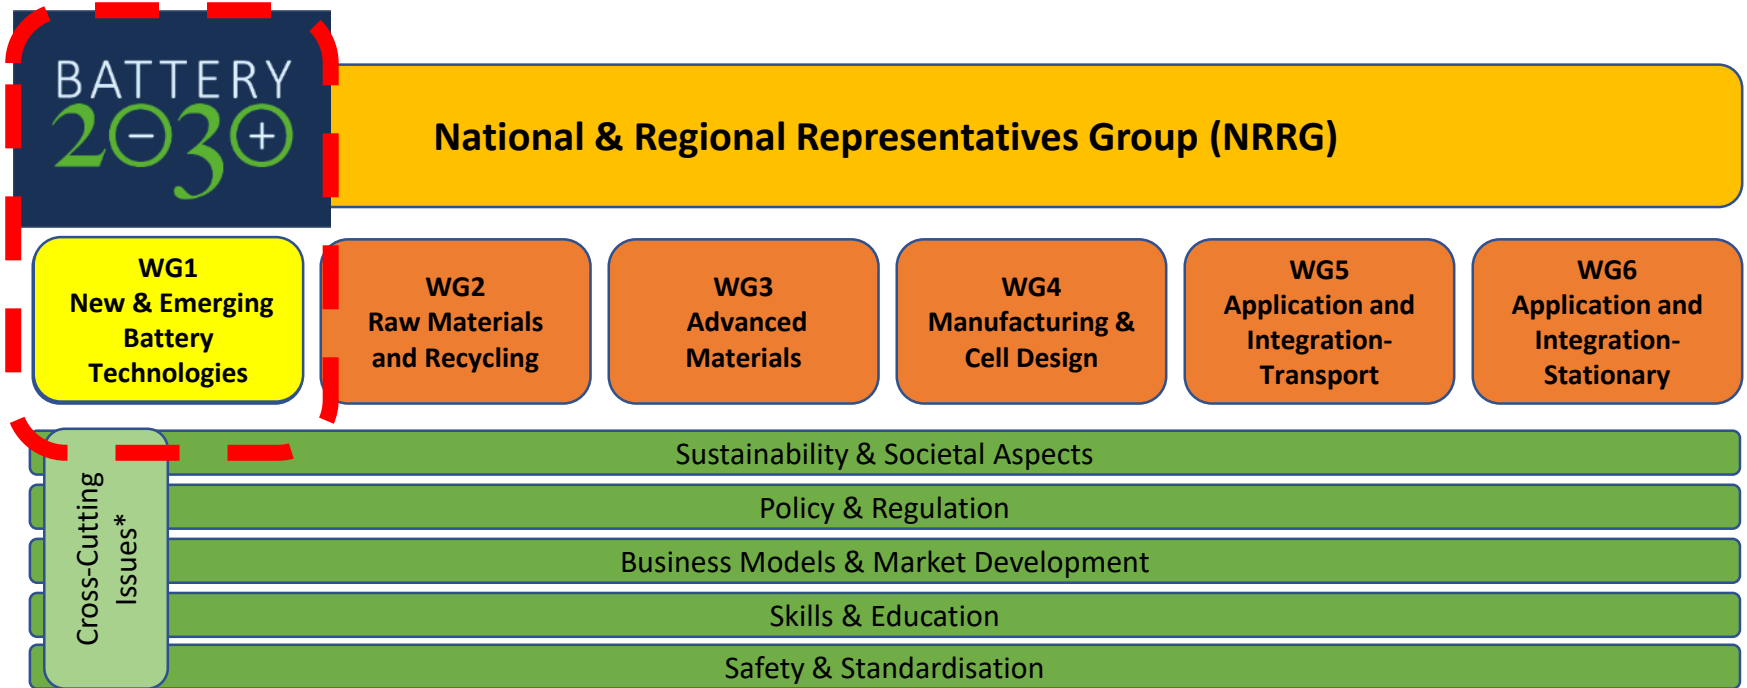 BATTERY
2030
National & Regional Representatives Group (NRRG)
WG1
New & Emerging
Battery
Technologies
WG2
Raw Materials
and Recycling
WG3
Advanced
Materials
WG4
Manufacturing &
Cell Design
WG5
Application and
Integration-
Transport
WG6
Application and
Integration-
Stationary
Cross-Cutting
Issues*
Sustainability & Societal Aspects
Policy & Regulation
Business Models & Market Development
Skills & Education
Safety & Standardisation